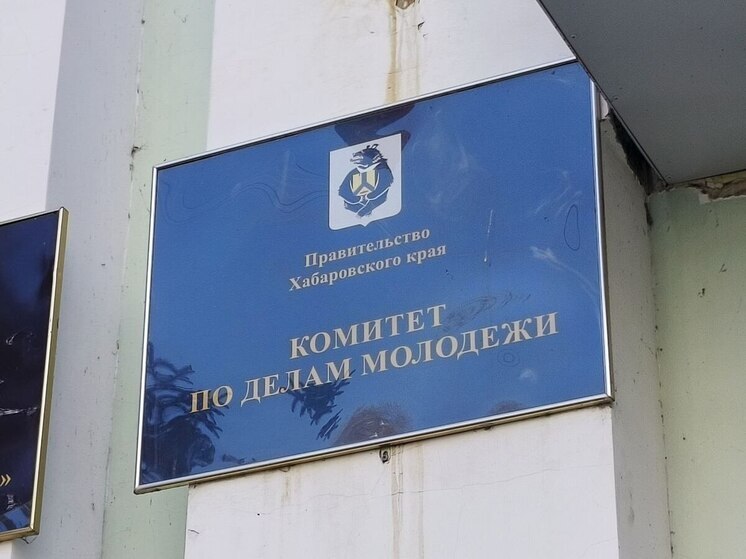 Правительство
Хабаровского края
КОМИТЕТ
ПО ДЕЛАМ МОЛОДЕЖИ
»